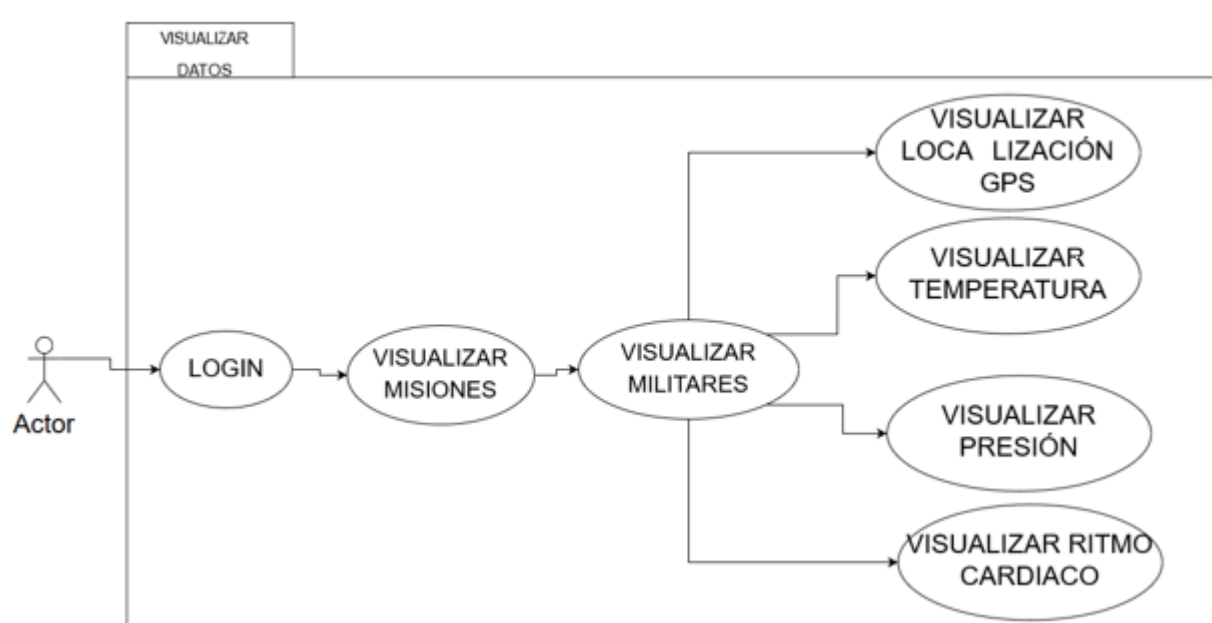 VISUALIZAR
DATOS
VISUALIZAR
LOCA LIZACIÓN
GPS
VISUALIZAR
TEMPERATURA
Actor
LOGIN
VISUALIZAR
MISIONES
VISUALIZAR
MILITARES
VISUALIZAR
PRESIÓN
VISUALIZAR RITMO
CARDIACO